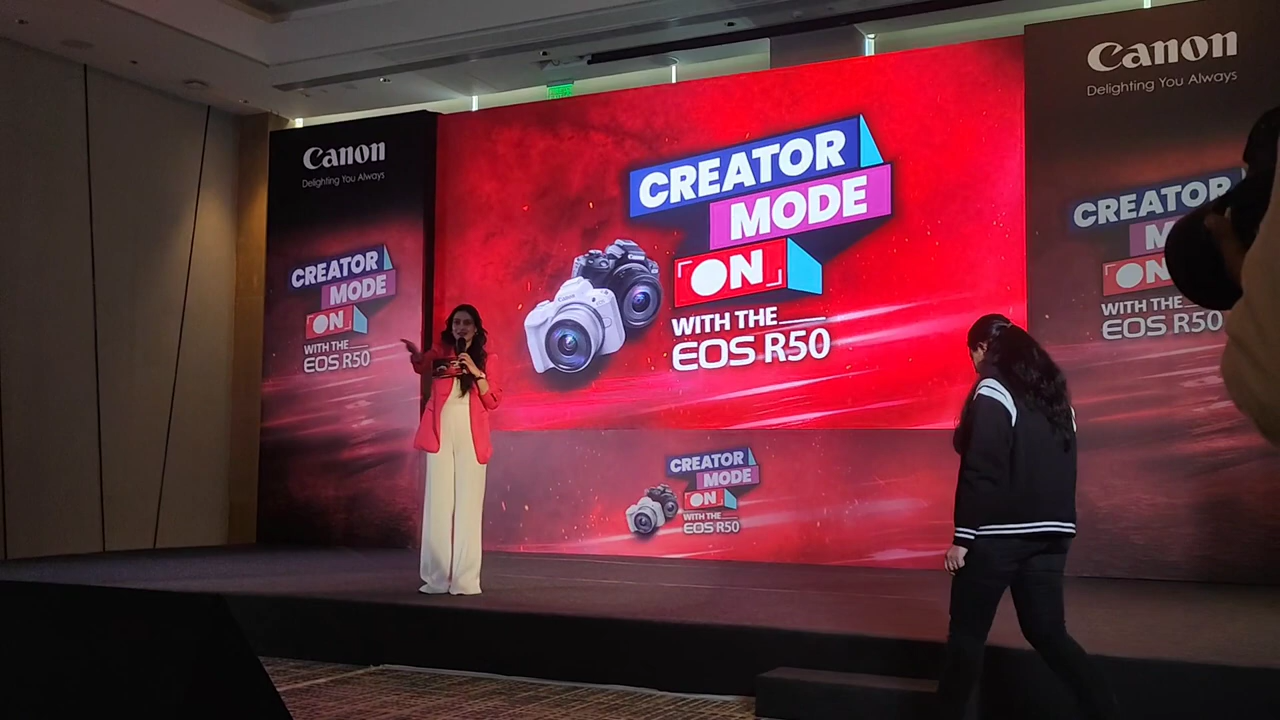 Canon
Delighting You Always
CREATOR
MODE
ON
WITH THE
EOS R50
CREATOR
MODE
ON
WITH THE
EOS R50
Canon
CREATOR
MODE
ON
WITH THE
EOS R50
Canon
Delighting You Always
CREATOR
M
ON
WITH THE
EOS R50